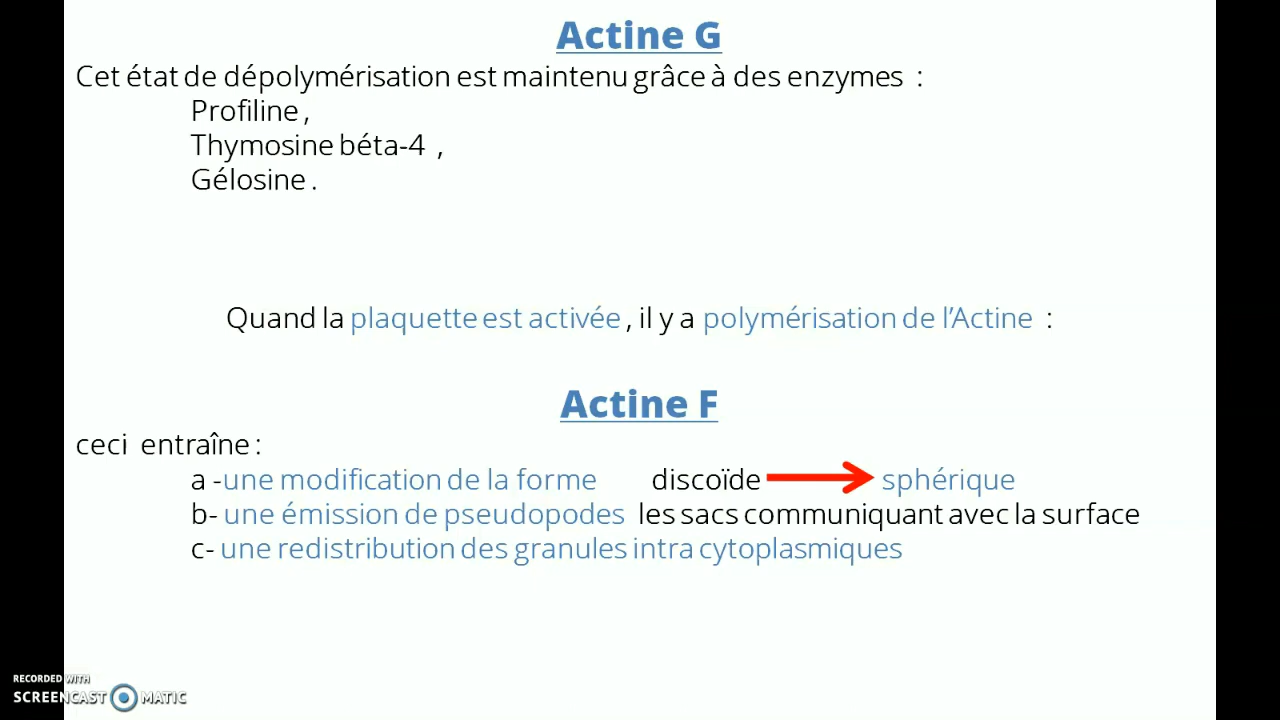 Actine G
Cet état de dépolymérisation est maintenu grâce à des enzymes :
Profiline ,
Thymosine béta-4 ,
Gélosine .
Quand la plaquette est activée , il y a polymérisation de l’Actine :
Actine F
ceci entraîne :
a -une modification de la forme discoïde sphérique
b- une émission de pseudopodes les sacs communiquant avec la surface
c- une redistribution des granules intra cytoplasmiques
RECORDED WITH
SCREENCAST MATIC